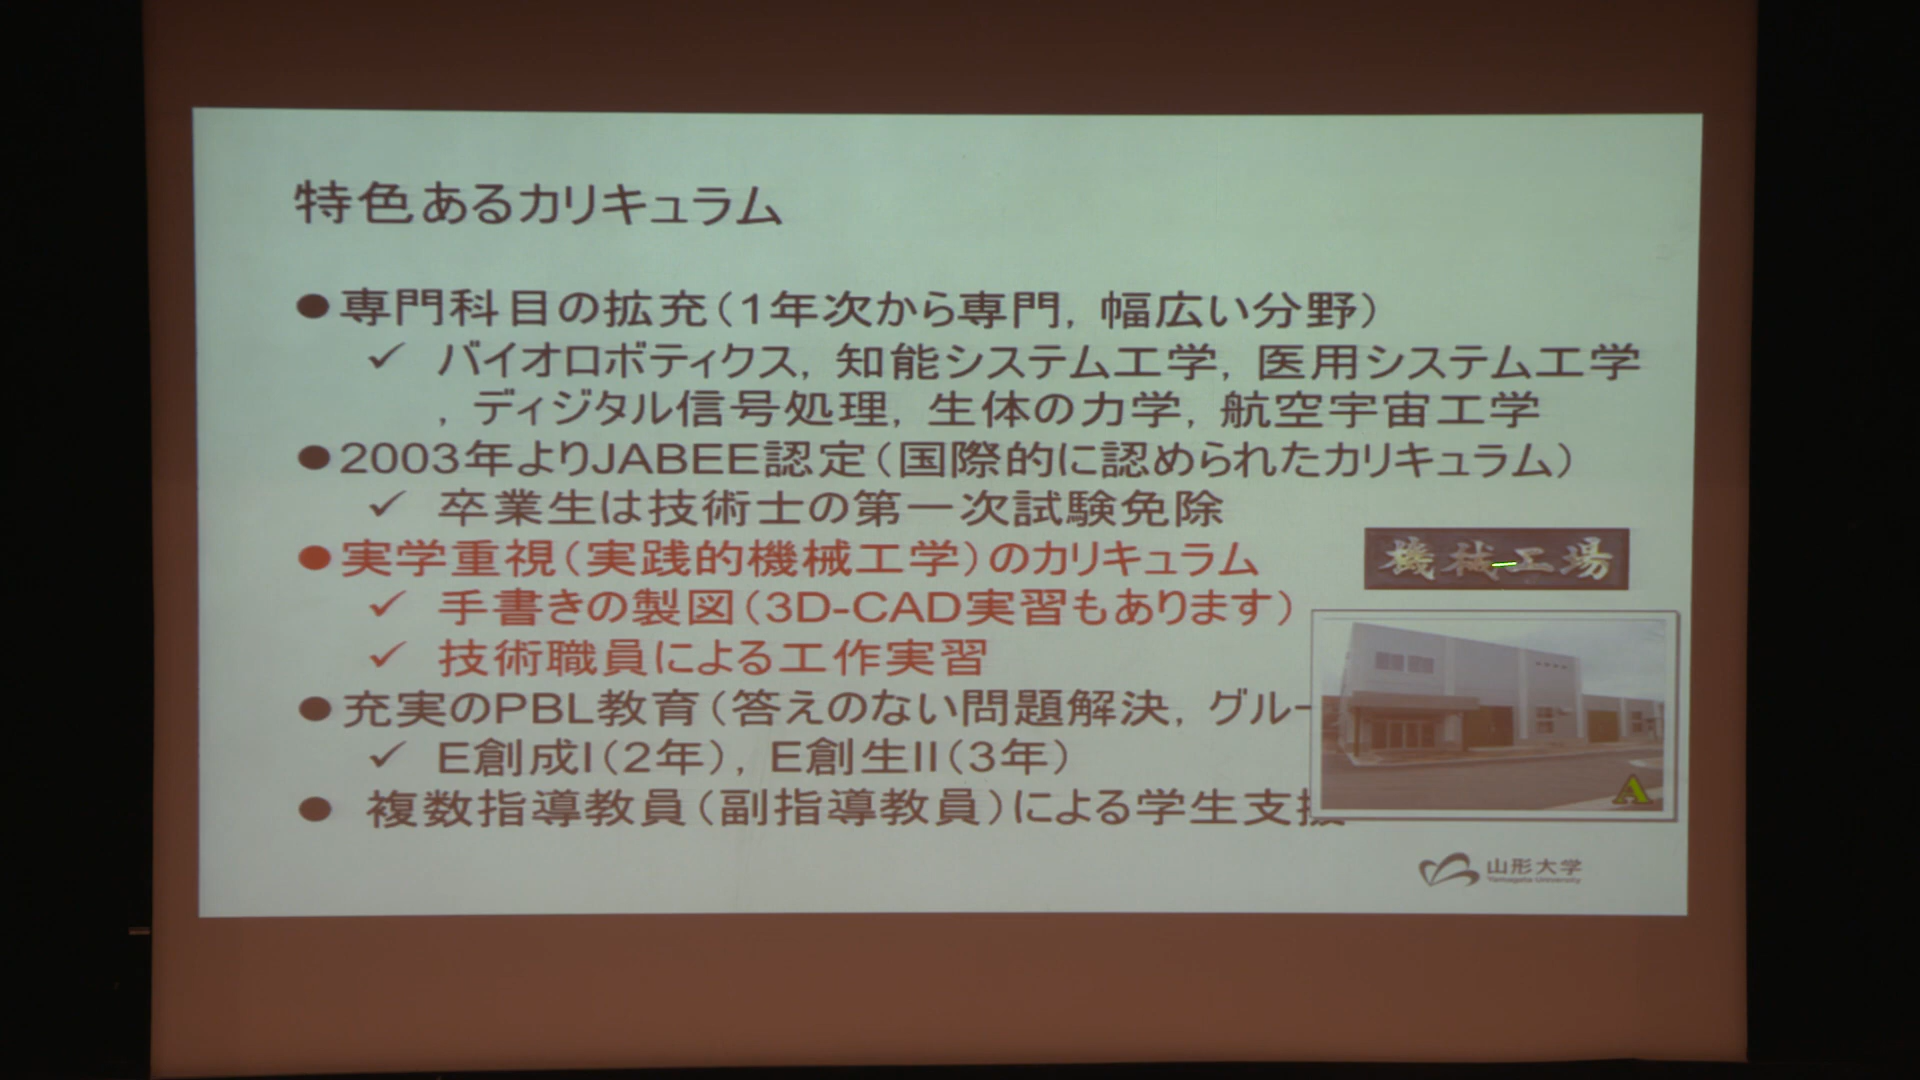 特色あるカリキュラム
●専門科目の拡充（1年次から専門，幅広い分野）
✓ バイオロボティクス，知能システム工学，医用システム工学
，ディジタル信号処理，生体の力学，航空宇宙工学
●2003年よりJABEE認定（国際的に認められたカリキュラム）
✓ 卒業生は技術士の第一次試験免除
●実学重視（実践的機械工学）のカリキュラム
✓ 手書きの製図（3D-CAD実習もあります）
✓ 技術職員による工作実習
●充実のPBL教育（答えのない問題解決，グルー
✓ E創成I（2年），E創生II（3年）
● 複数指導教員（副指導教員）による学生支援
機械工場
A
山形大学
Yamagata University